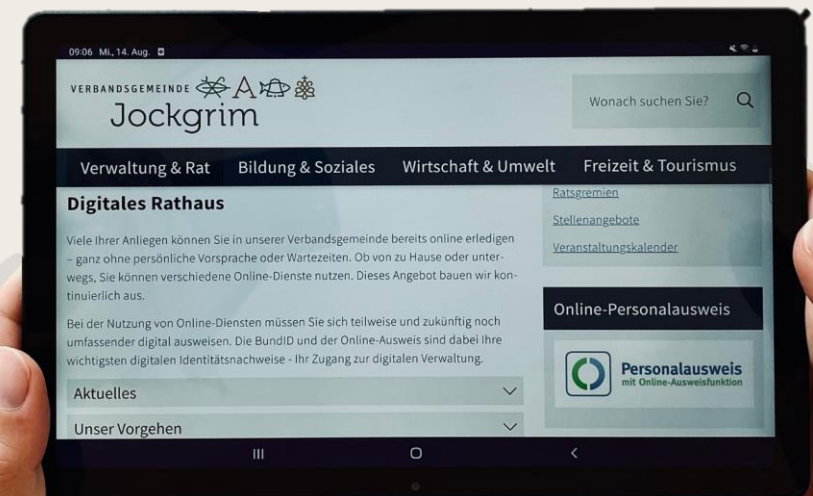 09:06 Mi., 14. Aug.
VERBANDSGEMEINDE
Jockgrim
Wonach suchen Sie?
Verwaltung & Rat Bildung & Soziales Wirtschaft & Umwelt Freizeit & Tourismus
Digitales Rathaus
Viele Ihrer Anliegen können Sie in unserer Verbandsgemeinde bereits online erledigen
– ganz ohne persönliche Vorsprache oder Wartezeiten. Ob von zu Hause oder unter-
wegs, Sie können verschiedene Online-Dienste nutzen. Dieses Angebot bauen wir kon-
tinuierlich aus.
Bei der Nutzung von Online-Diensten müssen Sie sich teilweise und zukünftig noch
umfassender digital ausweisen. Die BundID und der Online-Ausweis sind dabei Ihre
wichtigsten digitalen Identitätsnachweise - Ihr Zugang zur digitalen Verwaltung.
Aktuelles
Unser Vorgehen
Ratsgremien
Stellenangebote
Veranstaltungskalender
Online-Personalausweis
Personalausweis
mit Online-Ausweisfunktion